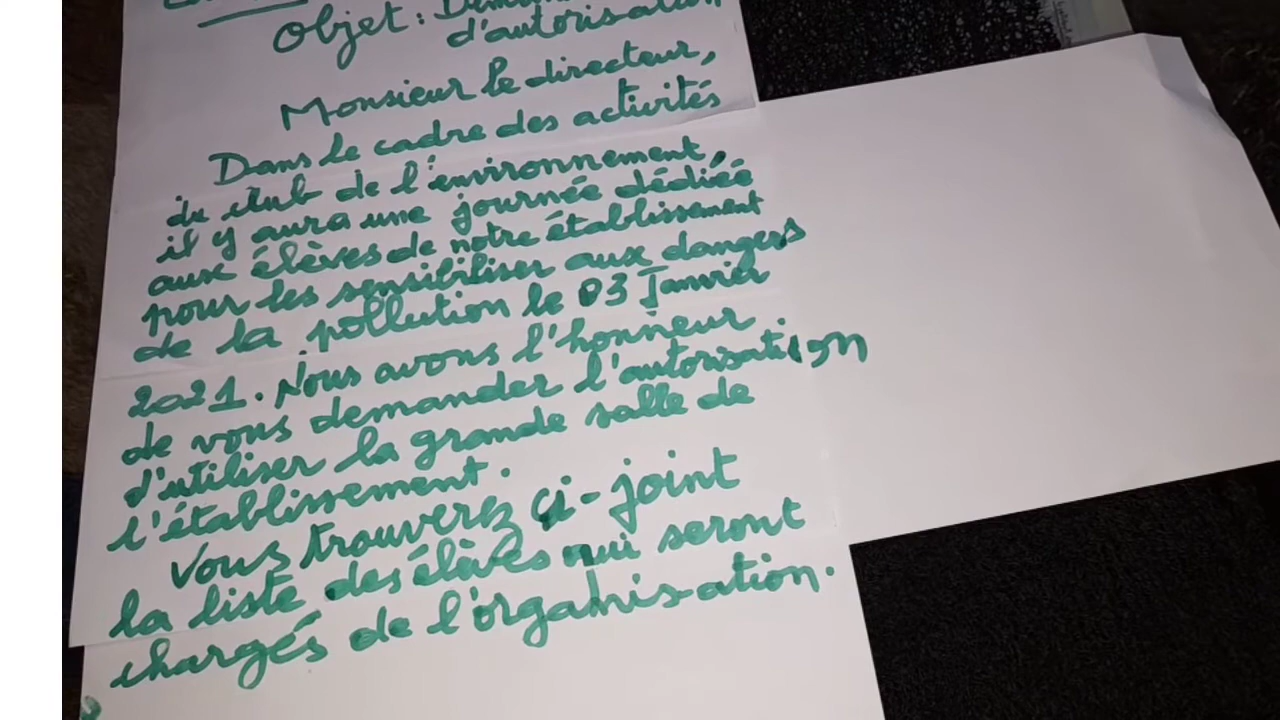 Objet :
d'autorisation
Monsieur le directeur,
Dans le cadre des activités
du club de l'environnement,
il y aura une journée dédiée
aux élèves de notre établissement
pour les sensibiliser aux dangers
de la pollution le 03 Janvier
2021. Nous avons l'honneur
de vous demander l'autorisation
d'utiliser la grande salle de
l'établissement.
Vous trouverez ci-joint
la liste des élèves qui seront
chargés de l'organisation.